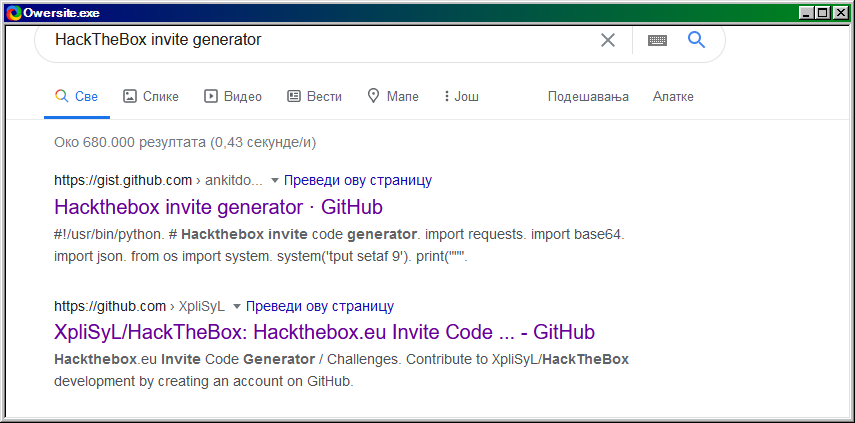 Owersite.exe
HackTheBox invite generator
Све Слике Видео Вести Мапе Још Подешавања Алатке
Око 680.000 резултата (0,43 секунде/и)
https://gist.github.com › ankitdo... Преведи ову страницу
Hackthebox invite generator · GitHub
#!/usr/bin/python. # Hackthebox invite code generator. import requests. import base64.
import json. from os import system. system('tput setaf 9'). print('"""'.
https://github.com › XpliSyL Преведи ову страницу
XpliSyL/HackTheBox: Hackthebox.eu Invite Code ... - GitHub
Hackthebox.eu Invite Code Generator / Challenges. Contribute to XpliSyL/HackTheBox
development by creating an account on GitHub.